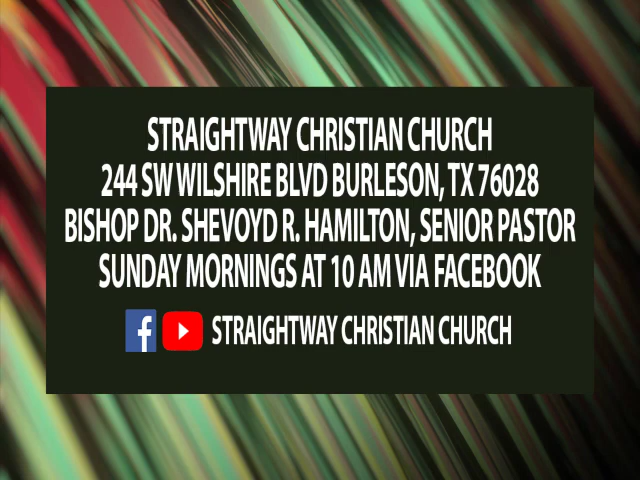 STRAIGHTWAY CHRISTIAN CHURCH
244 SW WILSHIRE BLVD BURLESON, TX 76028
BISHOP DR. SHEVOYD R. HAMILTON, SENIOR PASTOR
SUNDAY MORNINGS AT 10 AM VIA FACEBOOK
f STRAIGHTWAY CHRISTIAN CHURCH